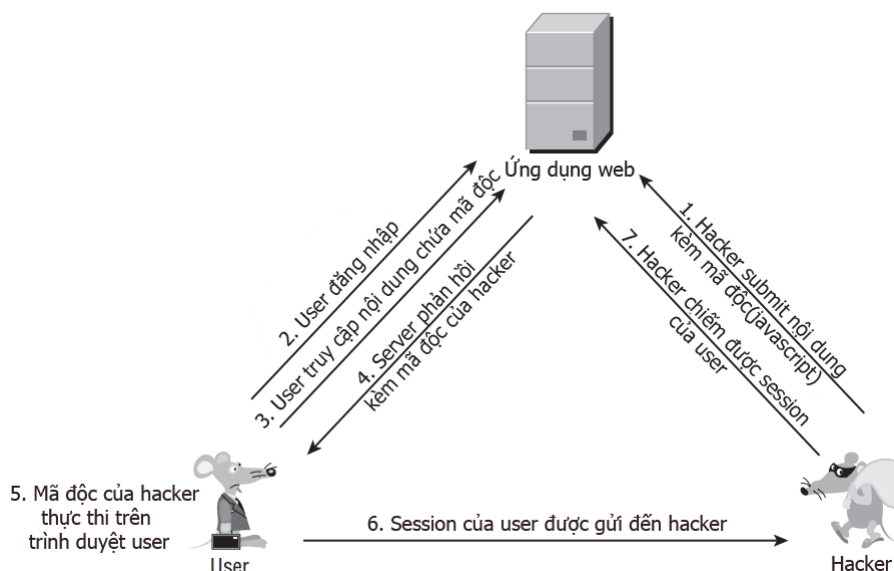 Ứng dụng web
1. Hacker submit nội dung
kèm mã độc(javascript)
2. User đăng nhập
3. User truy cập nội dung chứa mã độc
4. Server phản hồi
kèm mã độc của hacker
5. Mã độc của hacker
thực thi trên
trình duyệt user
6. Session của user được gửi đến hacker
7. Hacker chiếm được session
của user
User
Hacker